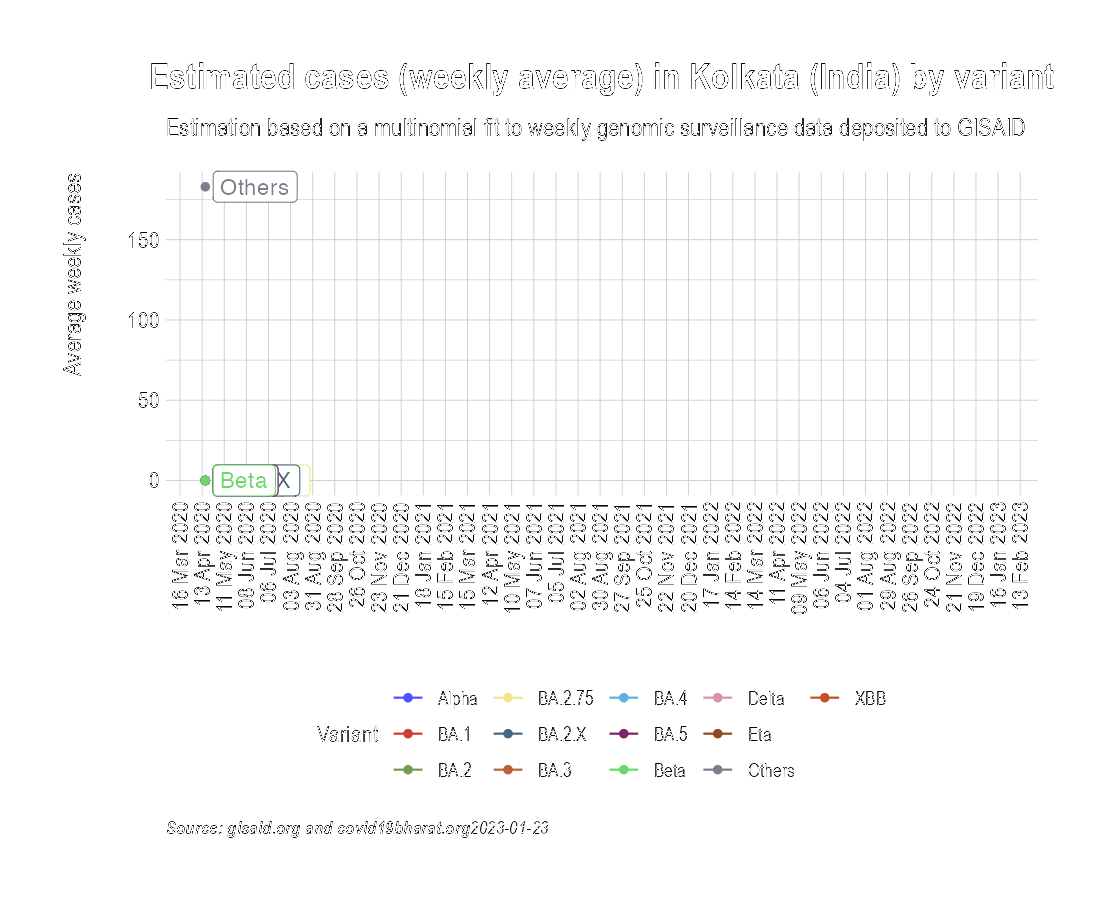 Estimated cases (weekly average) in Kolkata (India) by variant
Estimation based on a multinomial fit to weekly genomic surveillance data deposited to GISAID
Average weekly cases
Others
150
100
50
0
Beta
X
16 Mar 2020
13 Apr 2020
11 May 2020
08 Jun 2020
06 Jul 2020
03 Aug 2020
31 Aug 2020
28 Sep 2020
26 Oct 2020
23 Nov 2020
21 Dec 2020
18 Jan 2021
15 Feb 2021
15 Mar 2021
12 Apr 2021
10 May 2021
07 Jun 2021
05 Jul 2021
02 Aug 2021
30 Aug 2021
27 Sep 2021
25 Oct 2021
22 Nov 2021
20 Dec 2021
17 Jan 2022
14 Feb 2022
14 Mar 2022
11 Apr 2022
09 May 2022
06 Jun 2022
04 Jul 2022
01 Aug 2022
29 Aug 2022
26 Sep 2022
24 Oct 2022
21 Nov 2022
19 Dec 2022
16 Jan 2023
13 Feb 2023
Alpha BA.2.75 BA.4 Delta XBB
Variant BA.1 BA.2.X BA.5 Eta
BA.2 BA.3 Beta Others
Source: gisaid.org and covid19bharat.org2023-01-23